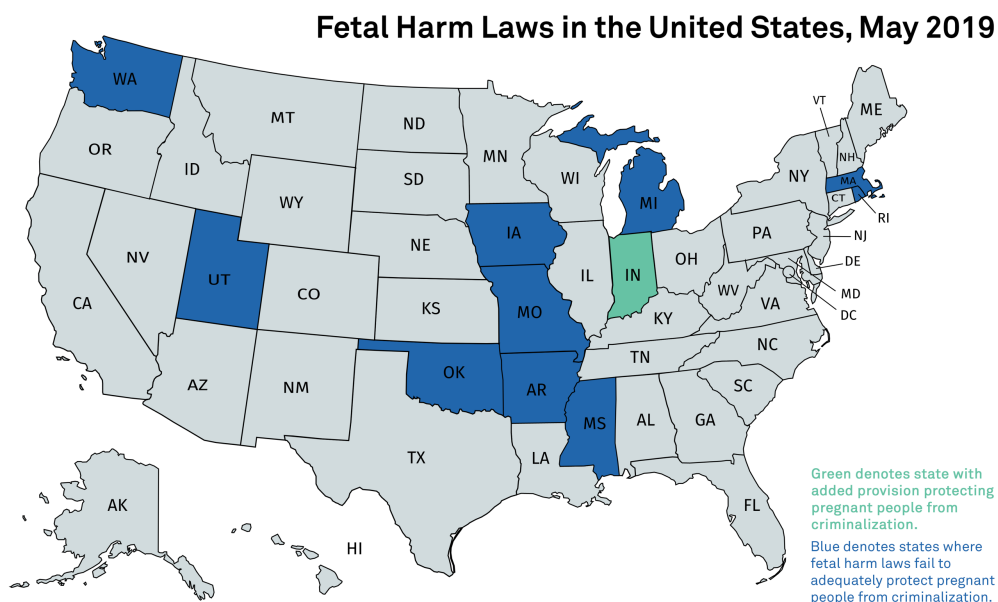 Fetal Harm Laws in the United States, May 2019
WA
MT
ND
MN
VT
ME
OR
ID
SD
WI
NH
WY
NY
MA
MI
CT
RI
IA
NE
PA
NJ
NV
UT
CO
IL
IN
OH
DE
CA
KS
MO
WV
VA
MD
KY
DC
NC
TN
AZ
NM
OK
AR
SC
MS
AL
GA
TX
LA
AK
FL
HI
Green denotes state with
added provision protecting
pregnant people from
criminalization.
Blue denotes states where
fetal harm laws fail to
adequately protect pregnant
people from criminalization.